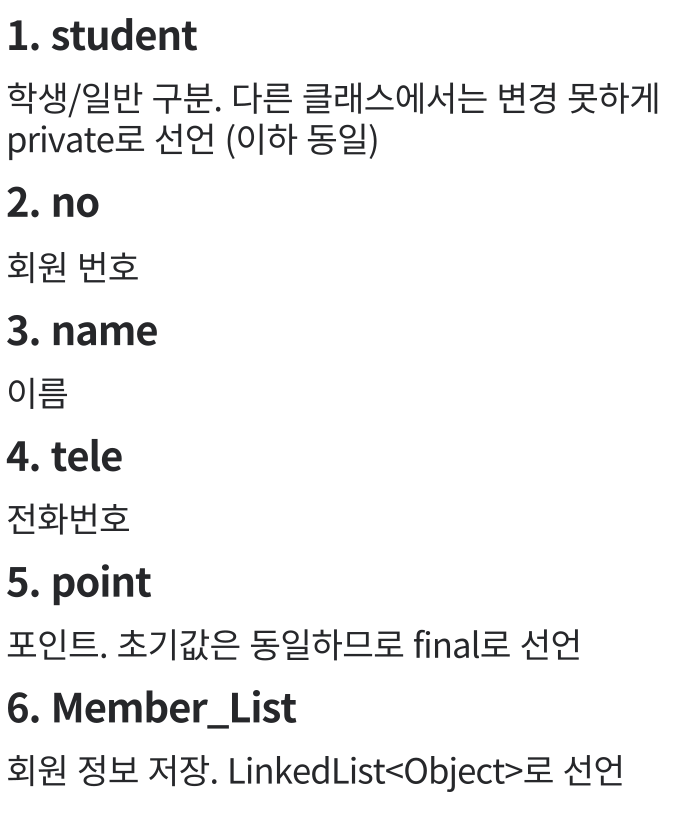 1. student
학생/일반 구분. 다른 클래스에서는 변경 못하게
private로 선언 (이하 동일)
2. no
회원 번호
3. name
이름
4. tele
전화번호
5. point
포인트. 초기값은 동일하므로 final로 선언
6. Member_List
회원 정보 저장. LinkedList<Object>로 선언